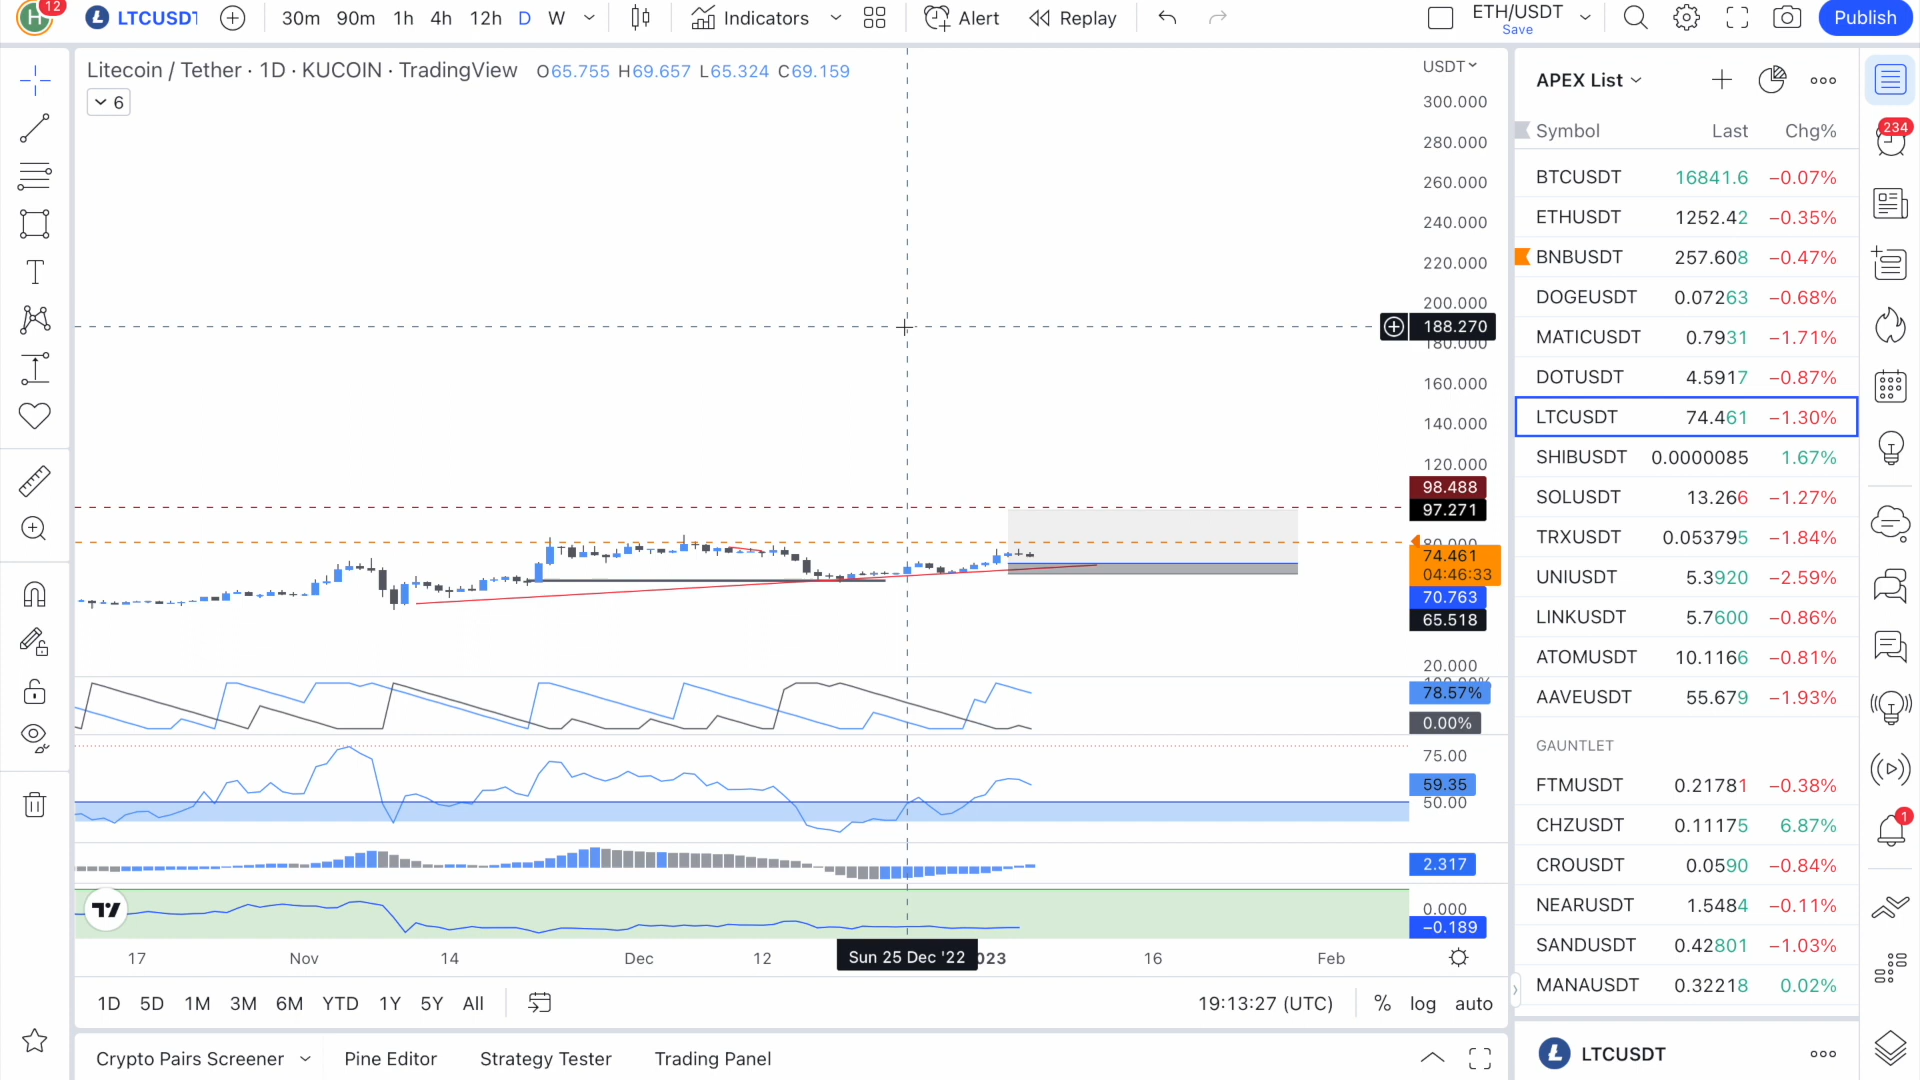 12
LTCUSDT
30m 90m 1h 4h 12h D W
Indicators
Alert
Replay
ETH/USDT
Save
Publish
Litecoin / Tether · 1D · KUCOIN · TradingView O65.755 H69.657 L65.324 C69.159
6
USDT
300.000
280.000
260.000
240.000
220.000
200.000
188.270
180.000
160.000
140.000
120.000
98.488
97.271
80.000
74.461
04:46:33
70.763
65.518
20.000
100.00%
78.57%
0.00%
75.00
59.35
50.00
2.317
0.000
−0.189
17 Nov 14 Dec 12 Sun 25 Dec '22 023 16 Feb
1D 5D 1M 3M 6M YTD 1Y 5Y All
19:13:27 (UTC) % log auto
Crypto Pairs Screener Pine Editor Strategy Tester Trading Panel
APEX List
Symbol Last Chg%
BTCUSDT 16841.6 −0.07%
ETHUSDT 1252.42 −0.35%
BNBUSDT 257.608 −0.47%
DOGEUSDT 0.07263 −0.68%
MATICUSDT 0.7931 −1.71%
DOTUSDT 4.5917 −0.87%
LTCUSDT 74.461 −1.30%
SHIBUSDT 0.0000085 1.67%
SOLUSDT 13.266 −1.27%
TRXUSDT 0.053795 −1.84%
UNIUSDT 5.3920 −2.59%
LINKUSDT 5.7600 −0.86%
ATOMUSDT 10.1166 −0.81%
AAVEUSDT 55.679 −1.93%
GAUNTLET
FTMUSDT 0.21781 −0.38%
CHZUSDT 0.11175 6.87%
CROUSDT 0.0590 −0.84%
NEARUSDT 1.5484 −0.11%
SANDUSDT 0.42801 −1.03%
MANAUSDT 0.32218 0.02%
LTCUSDT
234
1